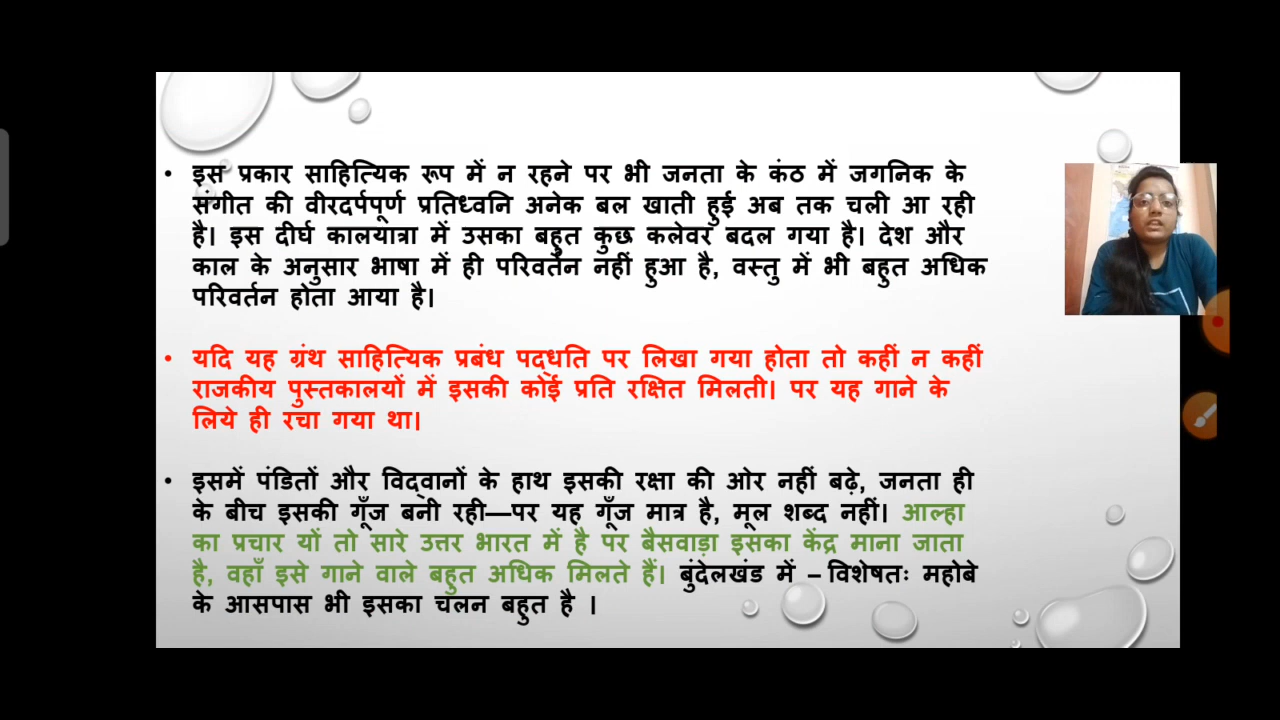 • इस प्रकार साहित्यिक रूप में न रहने पर भी जनता के कंठ में जगनिक के
संगीत की वीरदर्पपूर्ण प्रतिध्वनि अनेक बल खाती हुई अब तक चली आ रही
है। इस दीर्घ कालयात्रा में उसका बहुत कुछ कलेवर बदल गया है। देश और
काल के अनुसार भाषा में ही परिवर्तन नहीं हुआ है, वस्तु में भी बहुत अधिक
परिवर्तन होता आया है।
• यदि यह ग्रंथ साहित्यिक प्रबंध पद्धति पर लिखा गया होता तो कहीं न कहीं
राजकीय पुस्तकालयों में इसकी कोई प्रति रक्षित मिलती। पर यह गाने के
लिये ही रचा गया था।
• इसमें पंडितों और विद्वानों के हाथ इसकी रक्षा की ओर नहीं बढ़े, जनता ही
के बीच इसकी गूँज बनी रही—पर यह गूँज मात्र है, मूल शब्द नहीं। आल्हा
का प्रचार यों तो सारे उत्तर भारत में है पर बैसवाड़ा इसका केंद्र माना जाता
है, वहाँ इसे गाने वाले बहुत अधिक मिलते हैं। बुंदेलखंड में – विशेषतः महोबे
के आसपास भी इसका चलन बहुत है ।